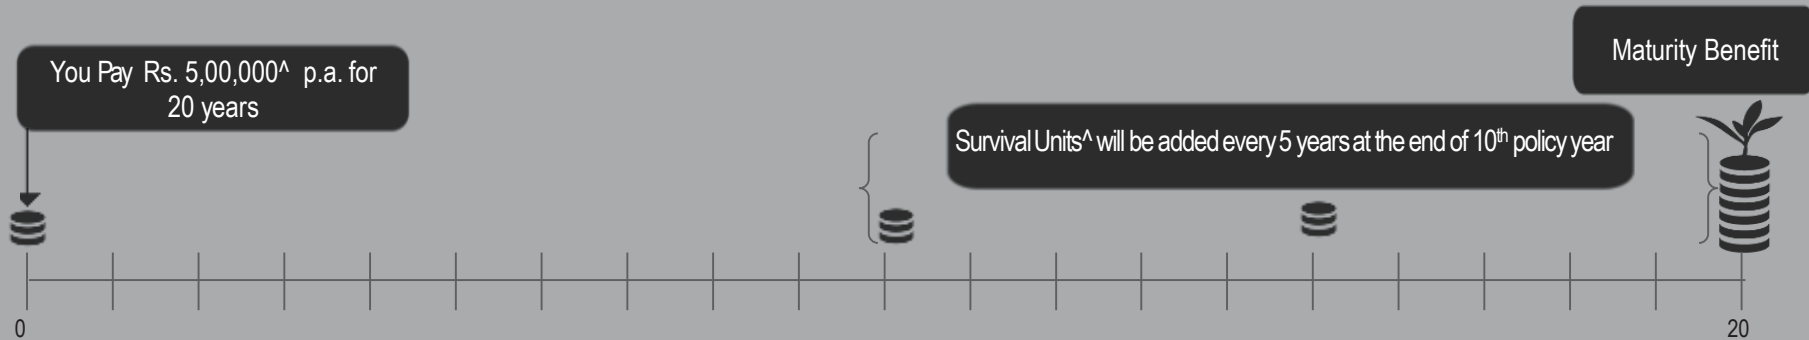 Maturity Benefit
You Pay Rs. 5,00,000^ p.a. for
20 years
Survival Units^ will be added every 5 years at the end of 10th policy year
0
20